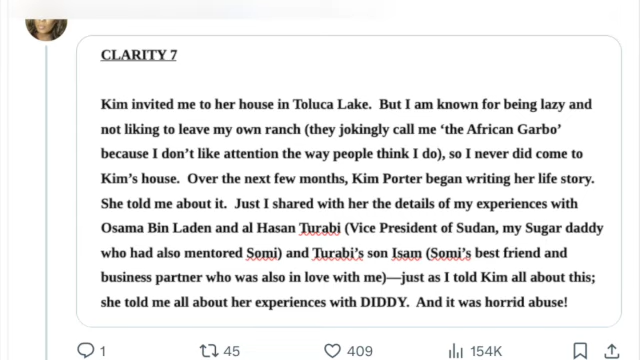 CLARITY 7
Kim invited me to her house in Toluca Lake.  But I am known for being lazy and
not liking to leave my own ranch (they jokingly call me ‘the African Garbo’
because I don’t like attention the way people think I do), so I never did come to
Kim’s house.  Over the next few months, Kim Porter began writing her life story.
She told me about it.  Just I shared with her the details of my experiences with
Osama Bin Laden and al Hasan Turabi (Vice President of Sudan, my Sugar daddy
who had also mentored Somi) and Turabi’s son Isam (Somi’s best friend and
business partner who was also in love with me)—just as I told Kim all about this;
she told me all about her experiences with DIDDY.  And it was horrid abuse!
1 45 409 154K